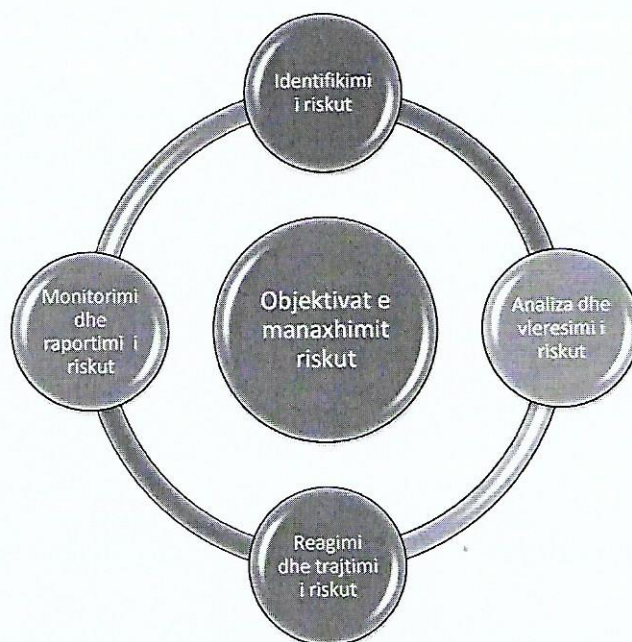 Identifikimi
i riskut
Objektivat e
manaxhimit
riskut
Analiza dhe
vleresimi i
riskut
Reagimi
dhe trajtimi
i riskut
Monitorimi
dhe
raportimi i
riskut